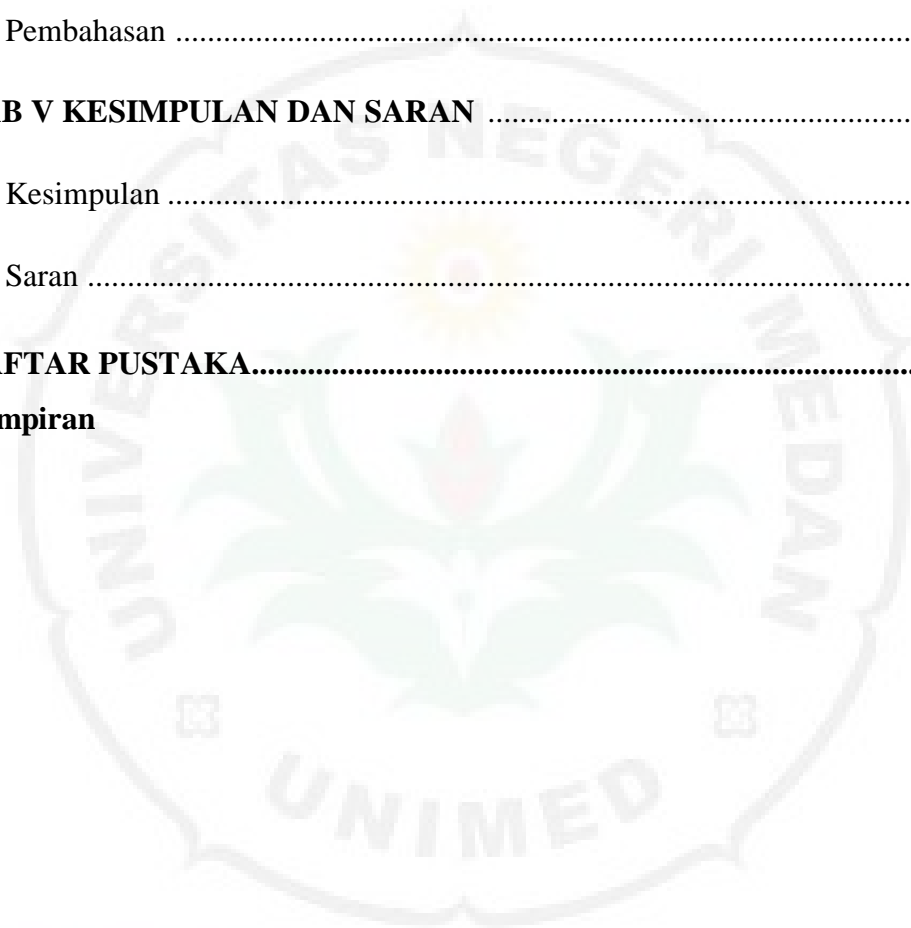 Pembahasan ............................................................................................
B V KESIMPULAN DAN SARAN .....................................................
Kesimpulan .............................................................................................
Saran .......................................................................................................
FTAR PUSTAKA...................................................................................
mpiran
UNIVERSITAS NEGERI MEDAN
UNIMED